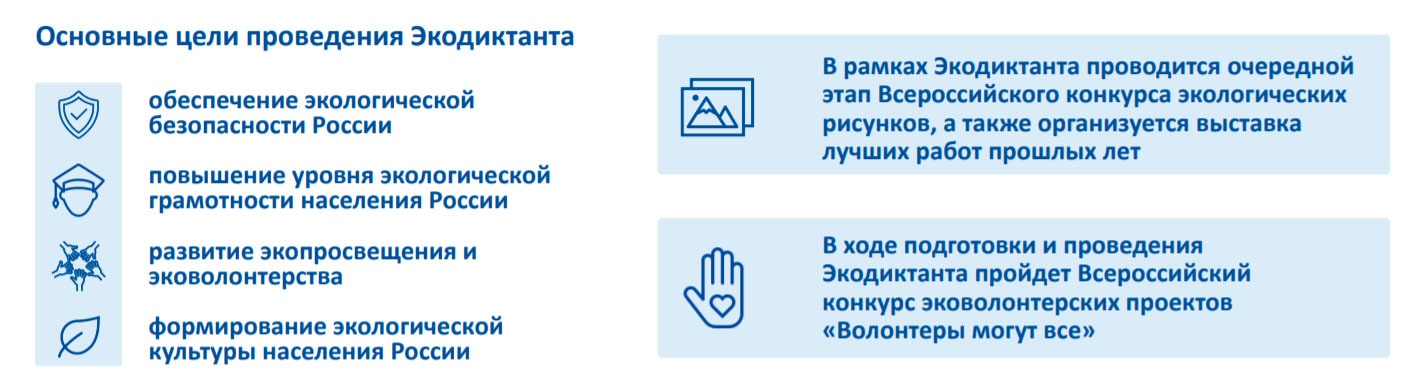 Основные цели проведения Экодиктанта
обеспечение экологической
безопасности России
повышение уровня экологической
грамотности населения России
развитие экопросвещения и
эковолонтерства
формирование экологической
культуры населения России
В рамках Экодиктанта проводится очередной
этап Всероссийского конкурса экологических
рисунков, а также организуется выставка
лучших работ прошлых лет
В ходе подготовки и проведения
Экодиктанта пройдет Всероссийский
конкурс эковолонтерских проектов
«Волонтеры могут все»